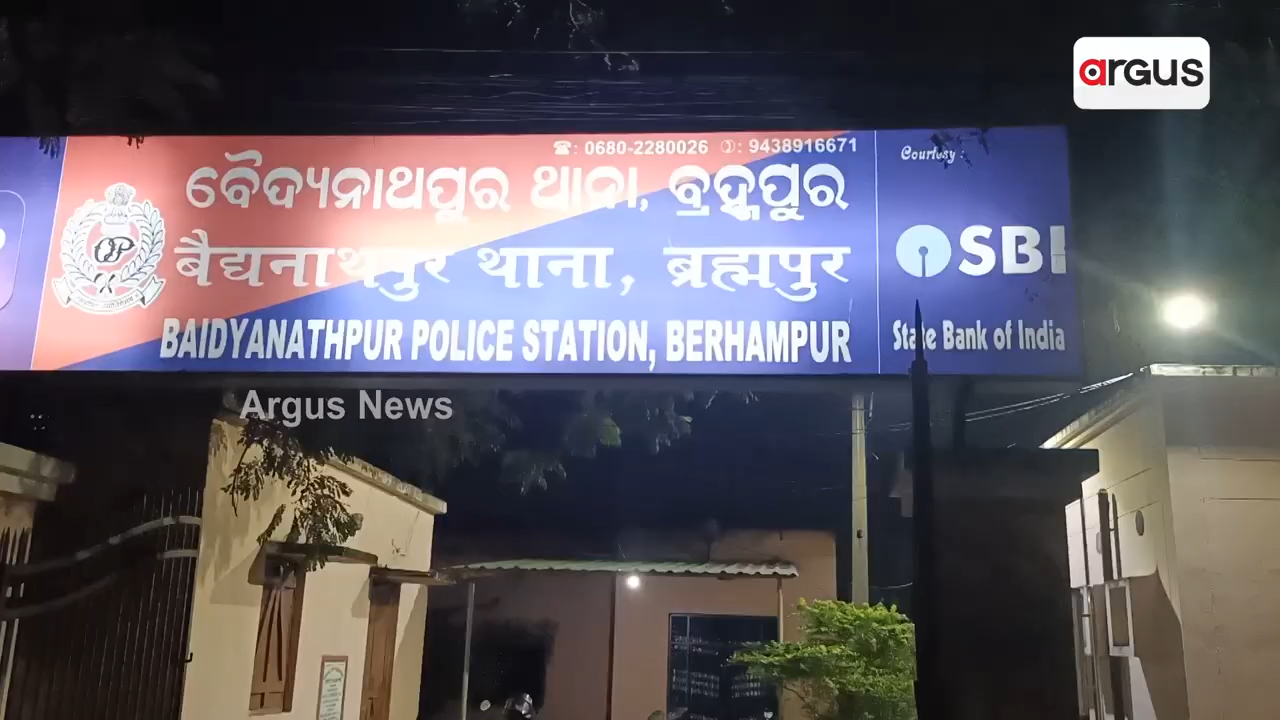 argus
☎: 0680-2280026 ✆: 9438916671
ବୈଦ୍ୟନାଥପୁର ଥାନା, ବ୍ରହ୍ମପୁର
बैद्यनाथपुर थाना, ब्रह्मपुर
BAIDYANATHPUR POLICE STATION, BERHAMPUR
OP
Courtesy :
SBI
State Bank of India
Argus News